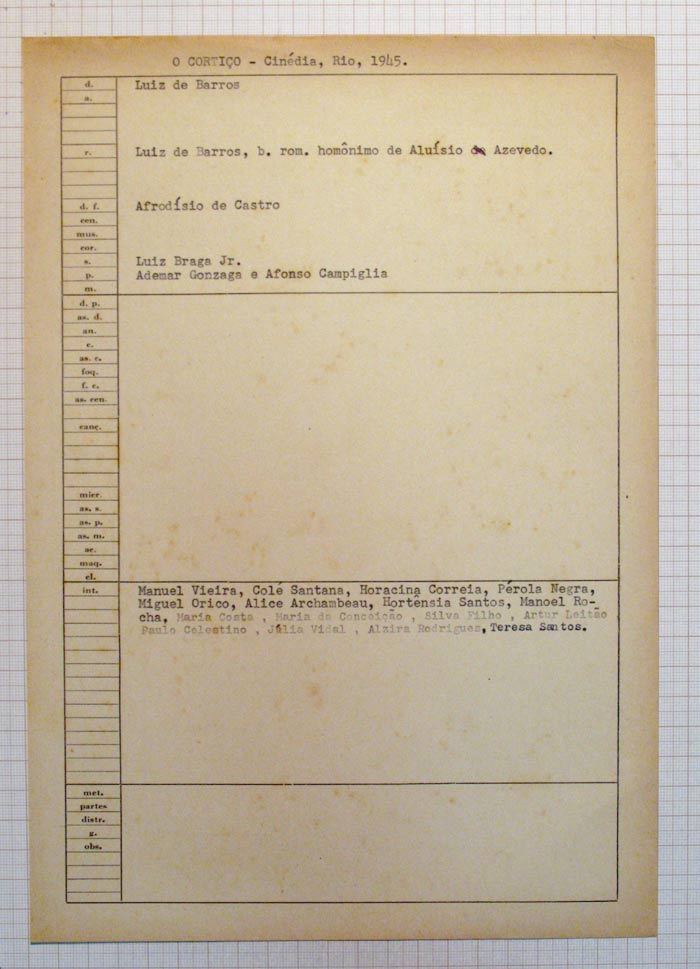 O CORTIÇO - Cinédia, Rio, 1945.
d. Luiz de Barros
a.
r. Luiz de Barros, b. rom. homônimo de Aluísio Azevedo.
d. f. Afrodísio de Castro
cen.
mus.
cor.
s. Luiz Braga Jr.
p. Ademar Gonzaga e Afonso Campiglia
m.
d. p.
as. d.
an.
c.
as. c.
foq.
f. c.
as. cen.
canç.
micr.
as. s.
as. p.
as. m.
ac.
maq.
el.
int. Manuel Vieira, Colé Santana, Horacina Correia, Pérola Negra,
Miguel Orico, Alice Archambeau, Hortênsia Santos, Manoel Ro-
cha, Maria Costa , Maria da Conceição , Silva Filho , Artur Leitão
Paulo Celestino , Júlia Vidal , Alzira Rodrigues, Teresa Santos.
met.
partes
distr.
g.
obs.